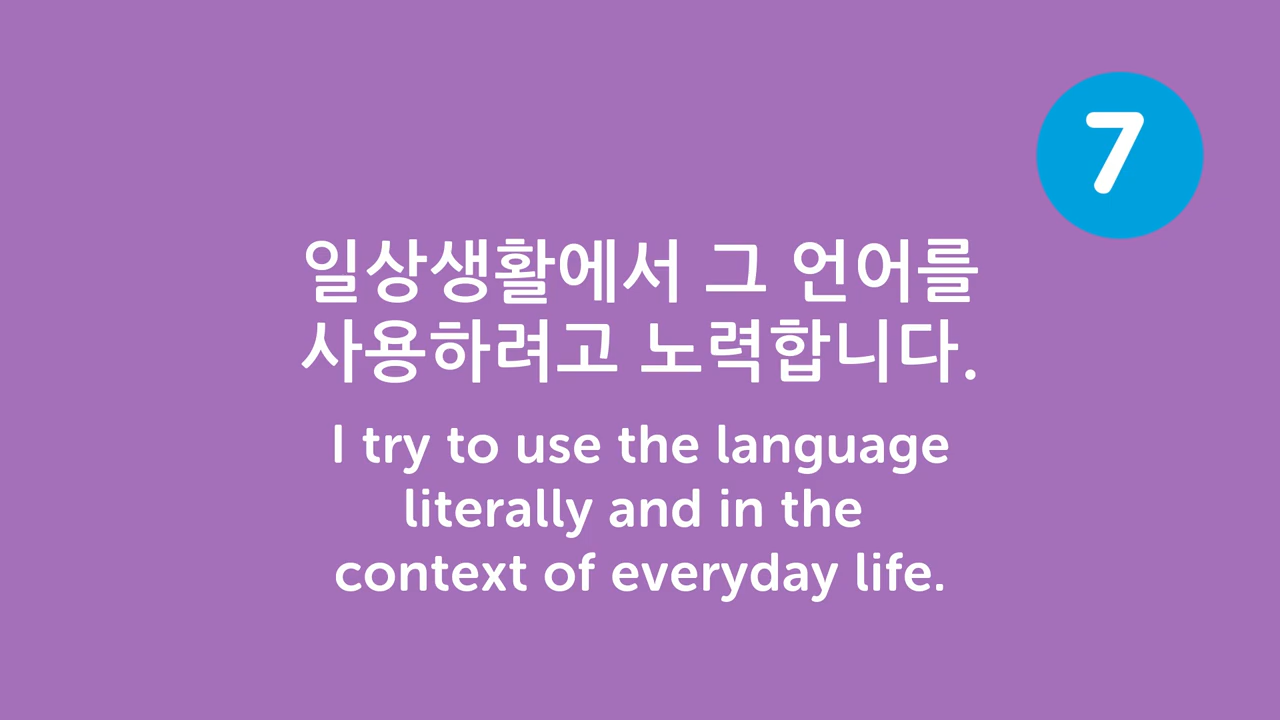 7
일상생활에서 그 언어를
사용하려고 노력합니다.
I try to use the language
literally and in the
context of everyday life.